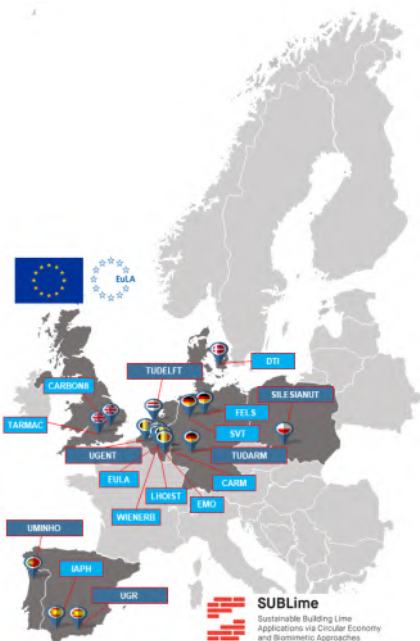 EuLA
DTI
TUDELFT
CARBON8
SILESIANUT
FELS
TARMAC
SVT
UGENT
TUDARM
EULA
CARM
LHOIST
EMO
WIENERB
UMINHO
IAPH
UGR
SUBLime
Sustainable Building Lime
Applications via Circular Economy
and Biomimetic Approaches